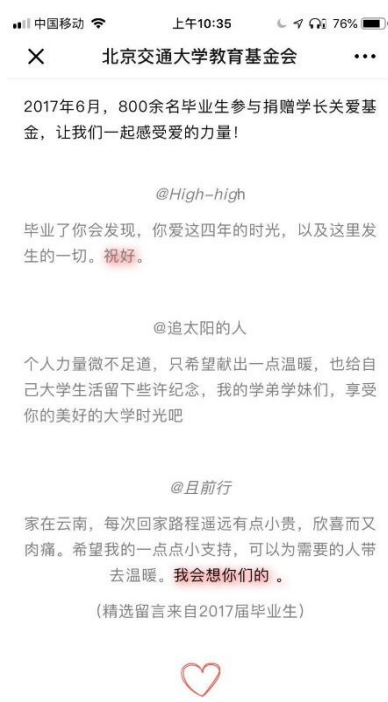 中国移动 上午10:35 76%
北京交通大学教育基金会
2017年6月，800余名毕业生参与捐赠学长关爱基
金，让我们一起感受爱的力量！
@High-high
毕业了你会发现，你爱这四年的时光，以及这里发
生的一切。祝好。
@追太阳的人
个人力量微不足道，只希望献出一点温暖，也给自
己大学生活留下些许纪念，我的学弟学妹们，享受
你的美好的大学时光吧
@且前行
家在云南，每次回家路程遥远有点小贵，欣喜而又
肉痛。希望我的一点点小支持，可以为需要的人带
去温暖。我会想你们的 。
（精选留言来自2017届毕业生）